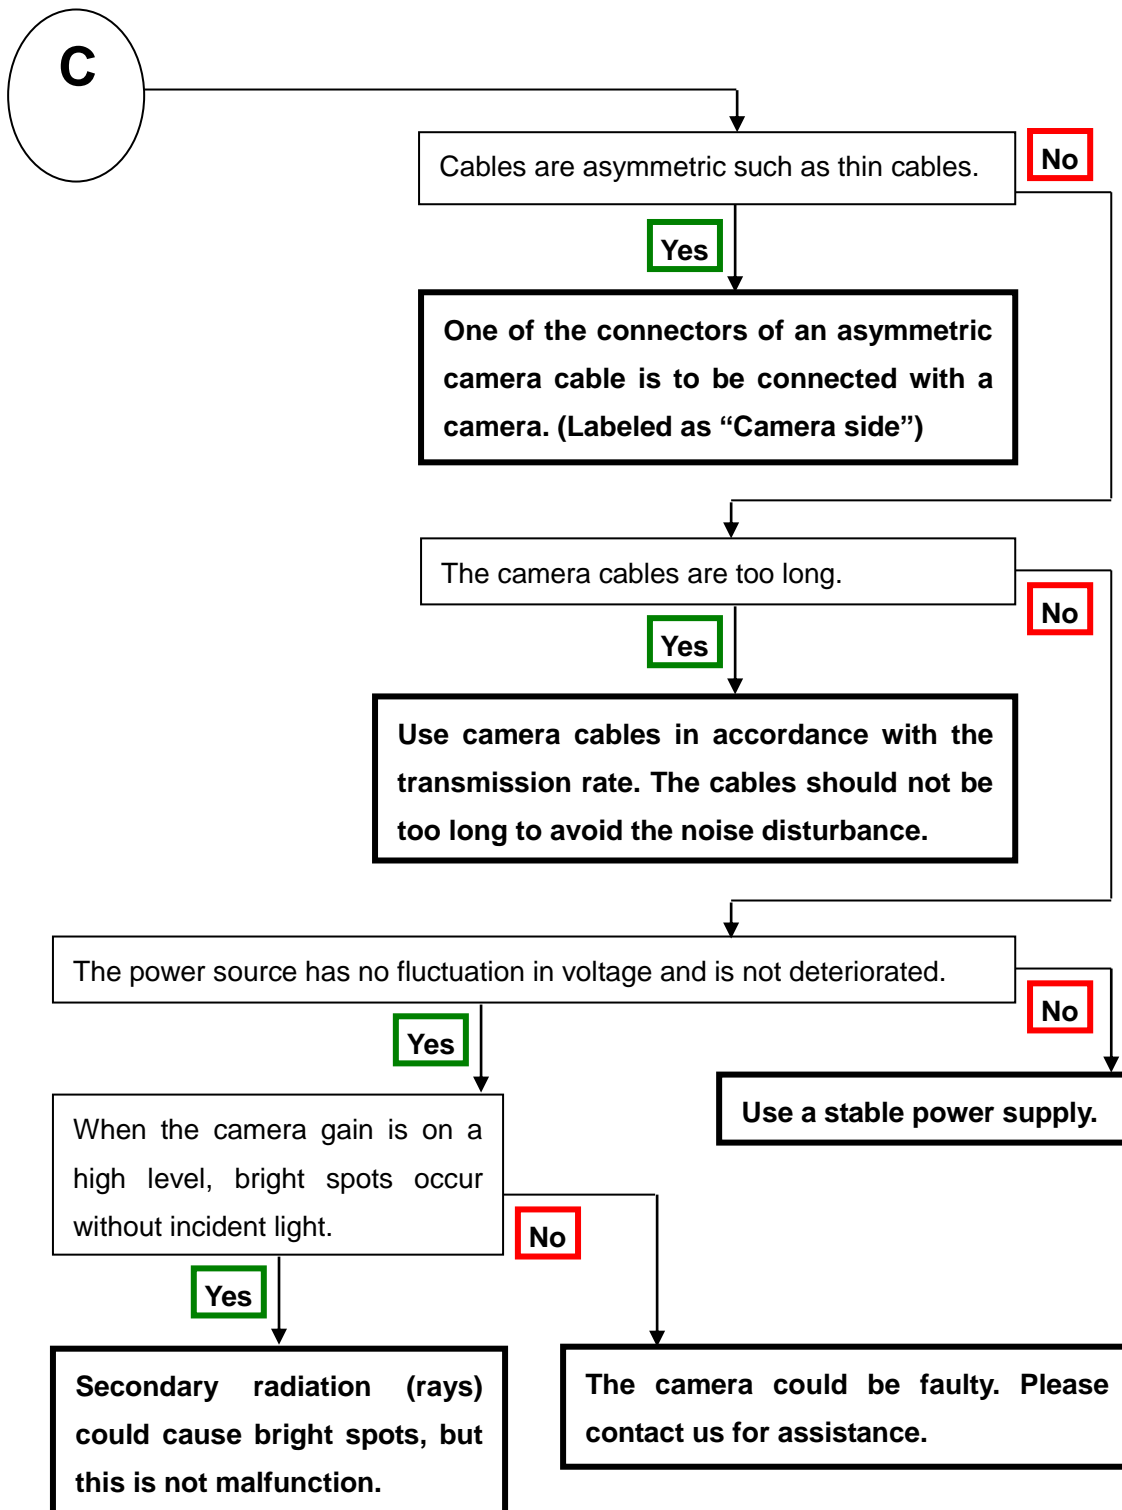 C
Cables are asymmetric such as thin cables.
No
Yes
One of the connectors of an asymmetric
camera cable is to be connected with a
camera. (Labeled as “Camera side”)
The camera cables are too long.
No
Yes
Use camera cables in accordance with the
transmission rate. The cables should not be
too long to avoid the noise disturbance.
The power source has no fluctuation in voltage and is not deteriorated.
No
Yes
Use a stable power supply.
When the camera gain is on a
high level, bright spots occur
without incident light.
No
Yes
Secondary radiation (rays)
could cause bright spots, but
this is not malfunction.
The camera could be faulty. Please
contact us for assistance.